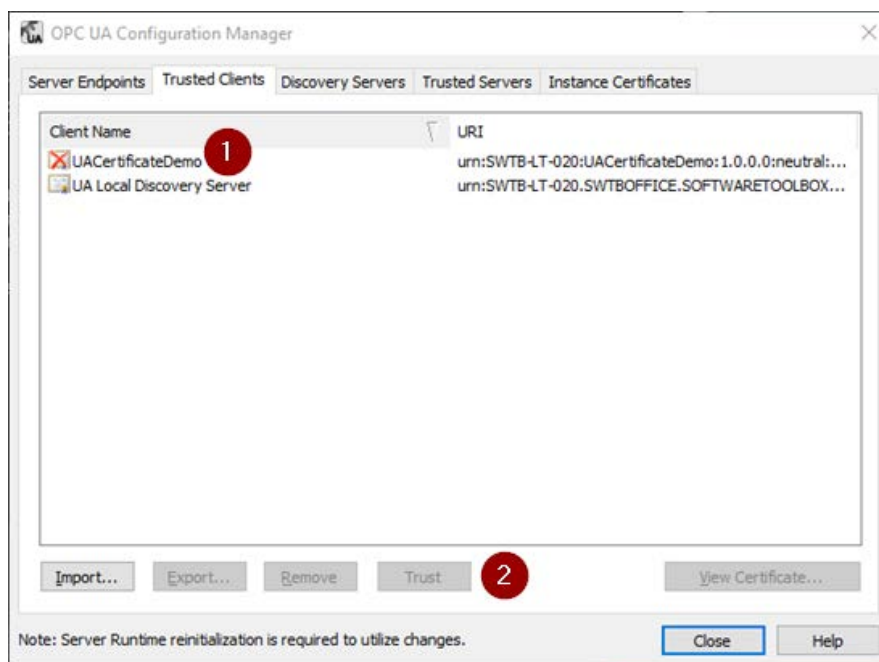 UA OPC UA Configuration Manager
Server Endpoints Trusted Clients Discovery Servers Trusted Servers Instance Certificates
Client Name URI
UACertificateDemo 1 urn:SWTB-LT-020:UACertificateDemo:1.0.0.0:neutral:...
UA Local Discovery Server urn:SWTB-LT-020.SWTBOFFICE.SOFTWARETOOLBOX...
Import... Export... Remove Trust 2 View Certificate...
Note: Server Runtime reinitialization is required to utilize changes. Close Help